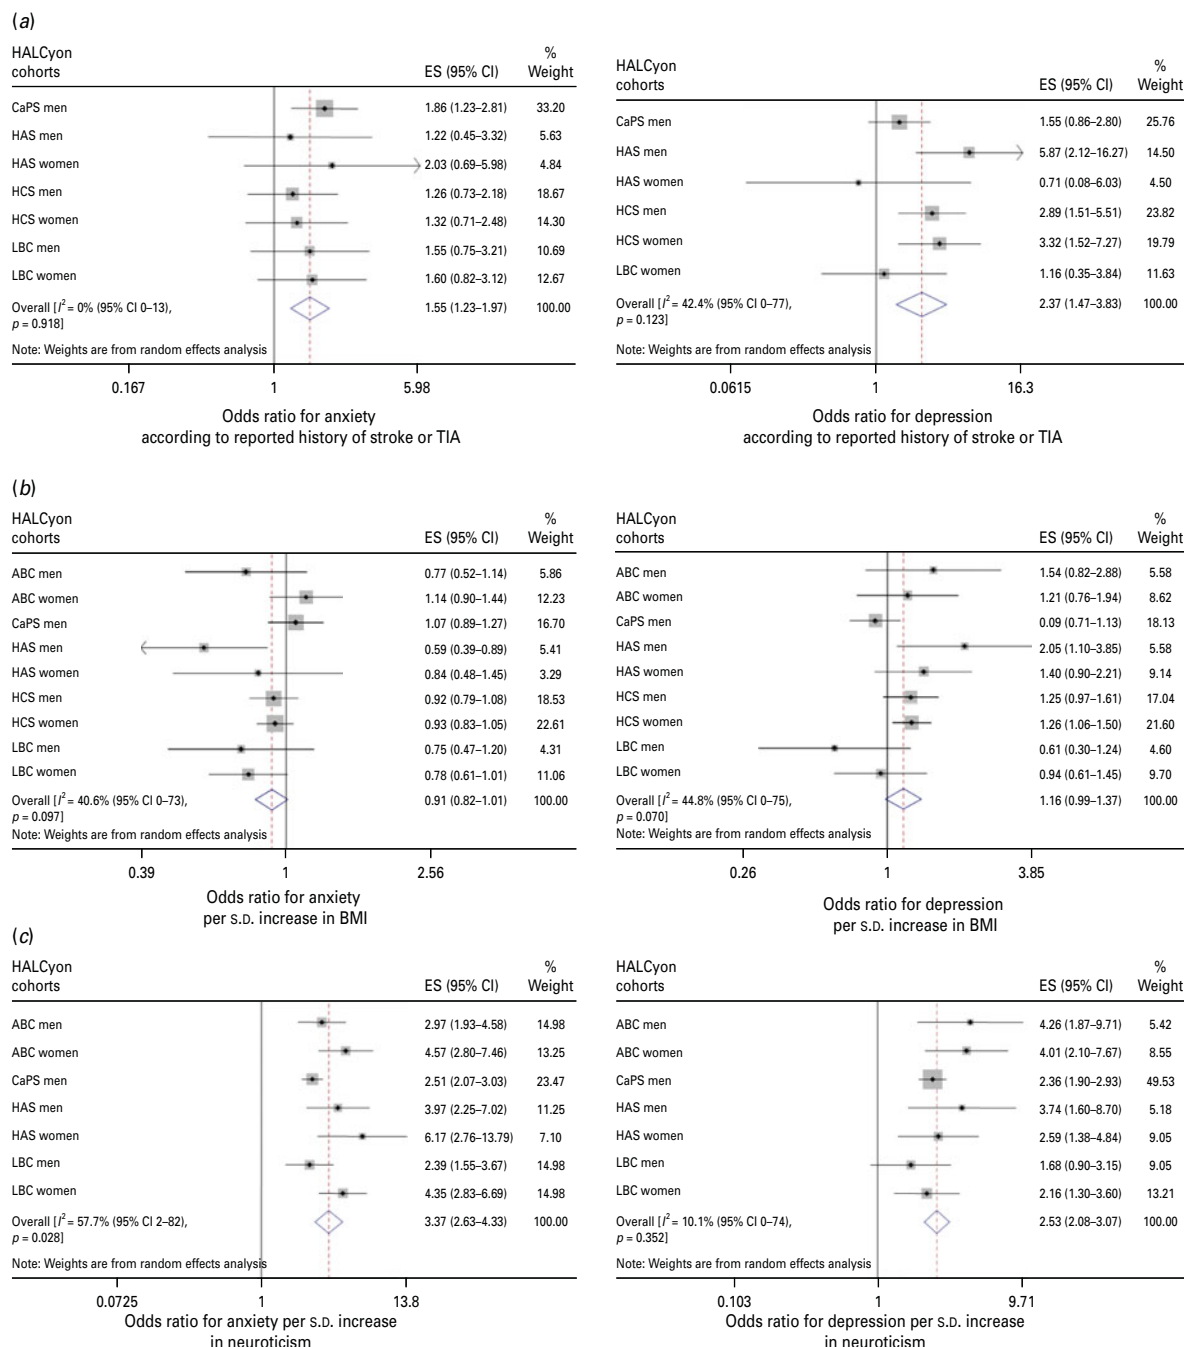 (a)
HALCyon
cohorts ES (95% CI) % Weight
CaPS men 1.86 (1.23–2.81) 33.20
HAS men 1.22 (0.45–3.32) 5.63
HAS women 2.03 (0.69–5.98) 4.84
HCS men 1.26 (0.73–2.18) 18.67
HCS women 1.32 (0.71–2.48) 14.30
LBC men 1.55 (0.75–3.21) 10.69
LBC women 1.60 (0.82–3.12) 12.67
Overall [I² = 0% (95% CI 0–13), 1.55 (1.23–1.97) 100.00
p = 0.918]
Note: Weights are from random effects analysis
0.167 1 5.98
Odds ratio for anxiety
according to reported history of stroke or TIA
HALCyon
cohorts ES (95% CI) % Weight
CaPS men 1.55 (0.86–2.80) 25.76
HAS men 5.87 (2.12–16.27) 14.50
HAS women 0.71 (0.08–6.03) 4.50
HCS men 2.89 (1.51–5.51) 23.82
HCS women 3.32 (1.52–7.27) 19.79
LBC women 1.16 (0.35–3.84) 11.63
Overall [I² = 42.4% (95% CI 0–77), 2.37 (1.47–3.83) 100.00
p = 0.123]
Note: Weights are from random effects analysis
0.0615 1 16.3
Odds ratio for depression
according to reported history of stroke or TIA
(b)
HALCyon
cohorts ES (95% CI) % Weight
ABC men 0.77 (0.52–1.14) 5.86
ABC women 1.14 (0.90–1.44) 12.23
CaPS men 1.07 (0.89–1.27) 16.70
HAS men 0.59 (0.39–0.89) 5.41
HAS women 0.84 (0.48–1.45) 3.29
HCS men 0.92 (0.79–1.08) 18.53
HCS women 0.93 (0.83–1.05) 22.61
LBC men 0.75 (0.47–1.20) 4.31
LBC women 0.78 (0.61–1.01) 11.06
Overall [I² = 40.6% (95% CI 0–73), 0.91 (0.82–1.01) 100.00
p = 0.097]
Note: Weights are from random effects analysis
0.39 1 2.56
Odds ratio for anxiety
per S.D. increase in BMI
HALCyon
cohorts ES (95% CI) % Weight
ABC men 1.54 (0.82–2.88) 5.58
ABC women 1.21 (0.76–1.94) 8.62
CaPS men 0.09 (0.71–1.13) 18.13
HAS men 2.05 (1.10–3.85) 5.58
HAS women 1.40 (0.90–2.21) 9.14
HCS men 1.25 (0.97–1.61) 17.04
HCS women 1.26 (1.06–1.50) 21.60
LBC men 0.61 (0.30–1.24) 4.60
LBC women 0.94 (0.61–1.45) 9.70
Overall [I² = 44.8% (95% CI 0–75), 1.16 (0.99–1.37) 100.00
p = 0.070]
Note: Weights are from random effects analysis
0.26 1 3.85
Odds ratio for depression
per S.D. increase in BMI
(c)
HALCyon
cohorts ES (95% CI) % Weight
ABC men 2.97 (1.93–4.58) 14.98
ABC women 4.57 (2.80–7.46) 13.25
CaPS men 2.51 (2.07–3.03) 23.47
HAS men 3.97 (2.25–7.02) 11.25
HAS women 6.17 (2.76–13.79) 7.10
LBC men 2.39 (1.55–3.67) 14.98
LBC women 4.35 (2.83–6.69) 14.98
Overall [I² = 57.7% (95% CI 2–82), 3.37 (2.63–4.33) 100.00
p = 0.028]
Note: Weights are from random effects analysis
0.0725 1 13.8
Odds ratio for anxiety per S.D. increase
in neuroticism
HALCyon
cohorts ES (95% CI) % Weight
ABC men 4.26 (1.87–9.71) 5.42
ABC women 4.01 (2.10–7.67) 8.55
CaPS men 2.36 (1.90–2.93) 49.53
HAS men 3.74 (1.60–8.70) 5.18
HAS women 2.59 (1.38–4.84) 9.05
LBC men 1.68 (0.90–3.15) 9.05
LBC women 2.16 (1.30–3.60) 13.21
Overall [I² = 10.1% (95% CI 0–74), 2.53 (2.08–3.07) 100.00
p = 0.352]
Note: Weights are from random effects analysis
0.103 1 9.71
Odds ratio for depression per S.D. increase
in neuroticism